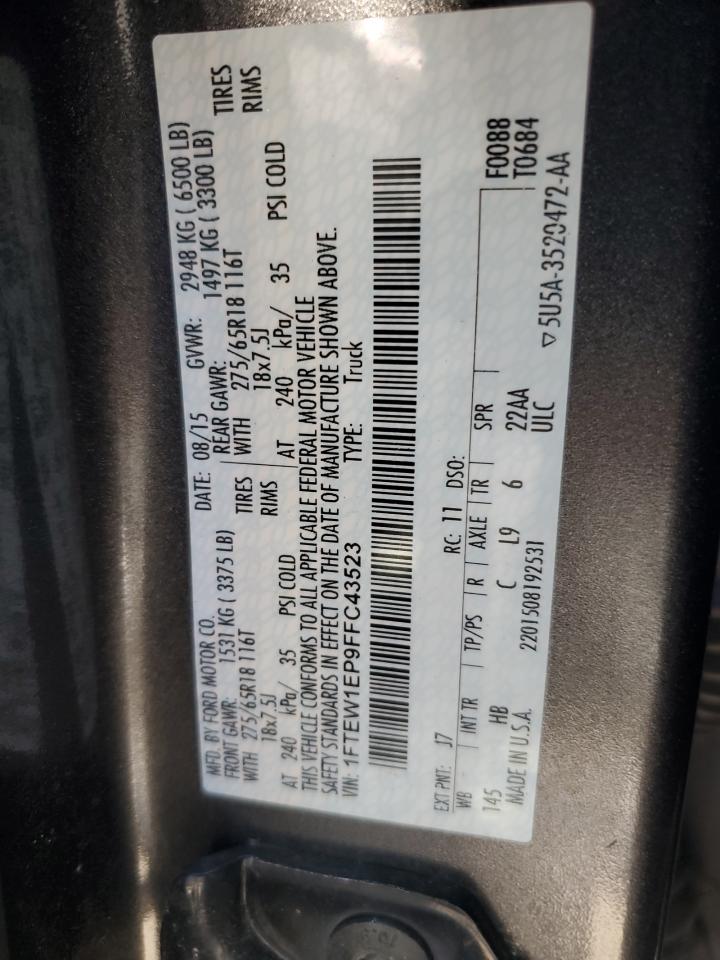 MFD. BY FORD MOTOR CO. DATE: 08/15 GVWR: 2948 KG ( 6500 LB)
FRONT GAWR: 1531 KG ( 3375 LB) REAR GAWR: 1497 KG ( 3300 LB)
WITH 275/65R18 116T TIRES WITH 275/65R18 116T TIRES
18x7.5J RIMS 18x7.5J RIMS
AT 240 kPa/ 35 PSI COLD AT 240 kPa/ 35 PSI COLD
THIS VEHICLE CONFORMS TO ALL APPLICABLE FEDERAL MOTOR VEHICLE
SAFETY STANDARDS IN EFFECT ON THE DATE OF MANUFACTURE SHOWN ABOVE.
VIN: 1FTEW1EP9FFC43523 TYPE: Truck
EXT PNT: J7 RC: 11 DSO: F0088
WB INT TR TP/PS R AXLE TR SPR T0684
145 HB C L9 6 22AA
MADE IN U.S.A. 2201508192531 ULC
▽5U5A-3520472-AA